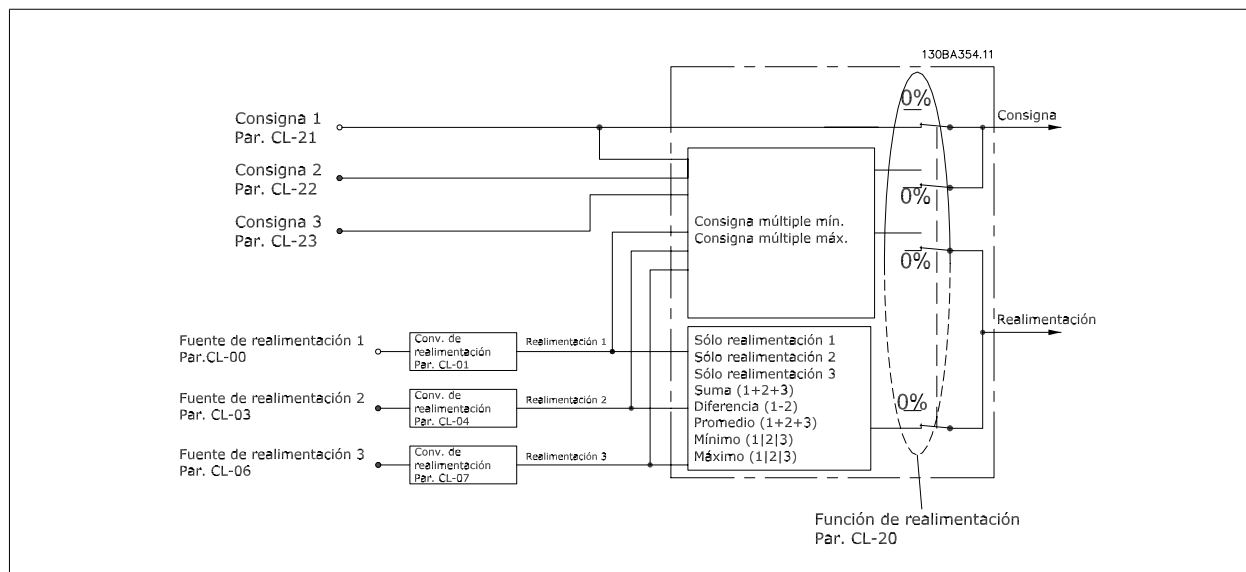 130BA354.11
0%
Consigna
Consigna 1
Par. CL-21
Consigna 2
Par. CL-22
0%
Consigna 3
Par. CL-23
Consigna múltiple mín.
Consigna múltiple máx.
0%
Realimentación
Fuente de realimentación 1
Par.CL-00
Conv. de
realimentación
Par. CL-01
Realimentación 1
Sólo realimentación 1
Sólo realimentación 2
Sólo realimentación 3
Suma (1+2+3)
Diferencia (1-2)
Promedio (1+2+3)
Mínimo (1|2|3)
Máximo (1|2|3)
0%
Fuente de realimentación 2
Par. CL-03
Conv. de
realimentación
Par. CL-04
Realimentación 2
Fuente de realimentación 3
Par. CL-06
Conv. de
realimentación
Par. CL-07
Realimentación 3
Función de realimentación
Par. CL-20